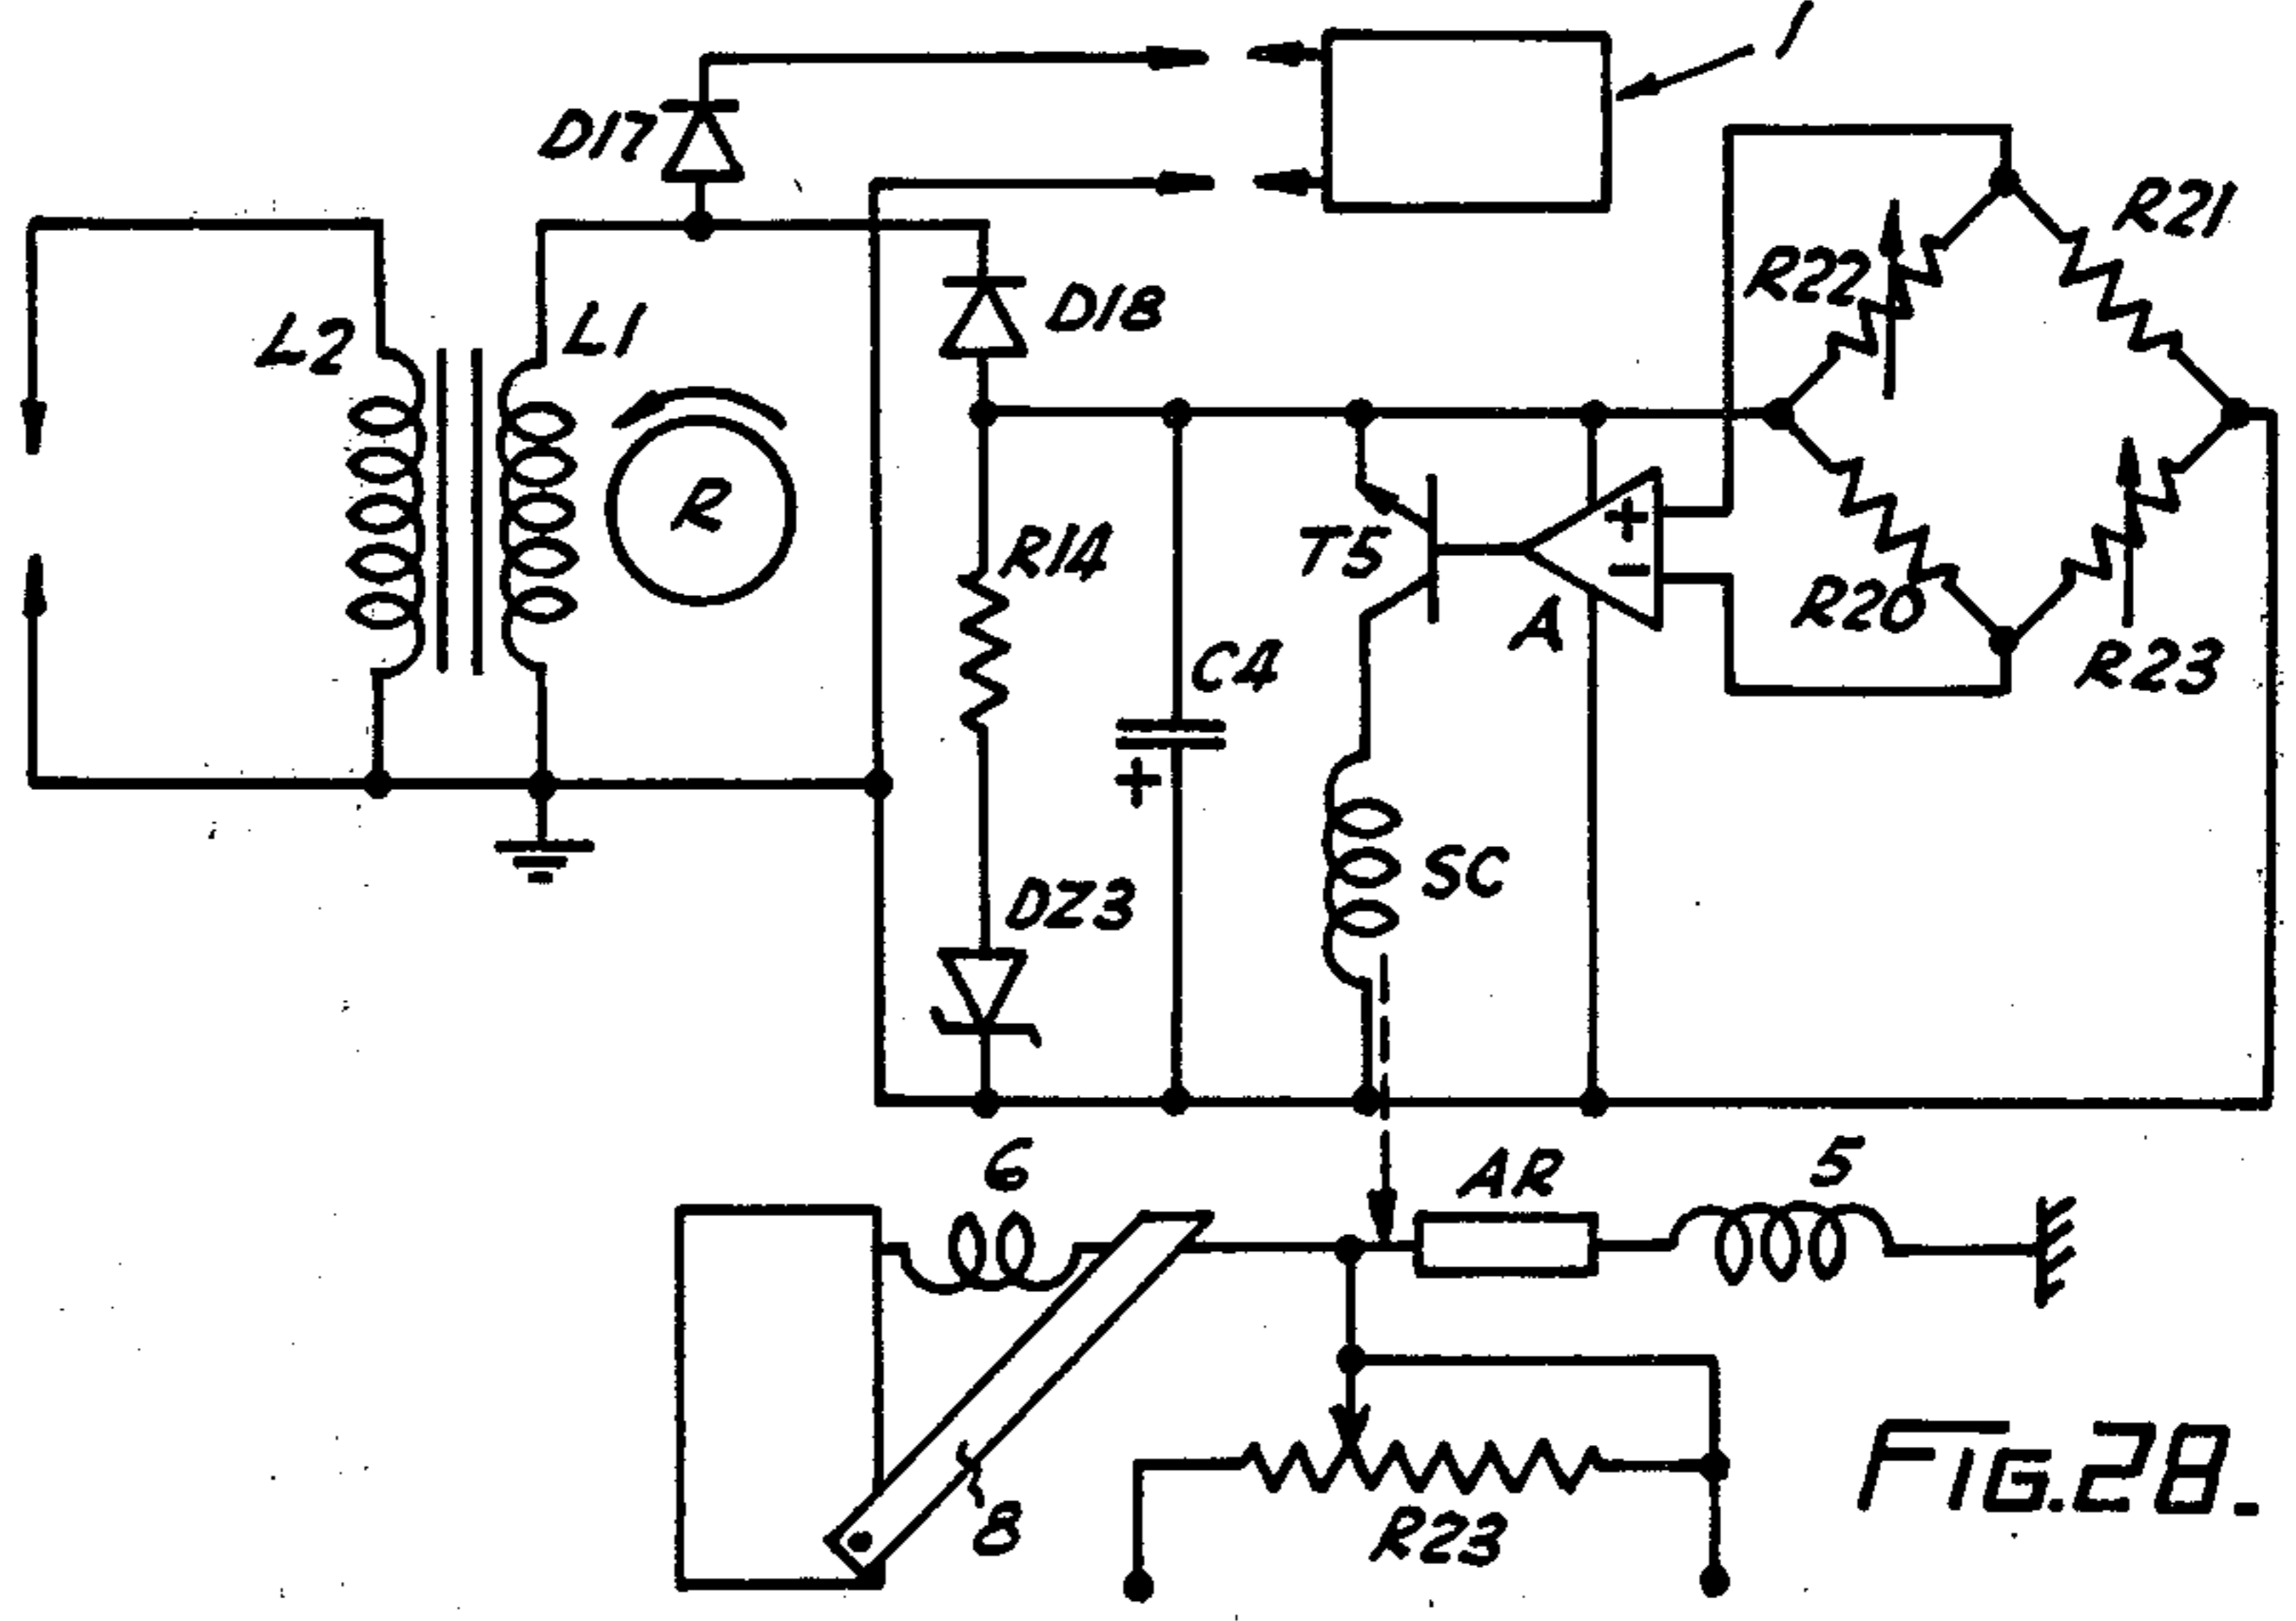 1
D17
R21
R22
L2
L1
D18
R
R14
T5
+
−
A
R20
R23
C4
+
SC
DZ3
6
AR
5
8
R23
FIG.28.